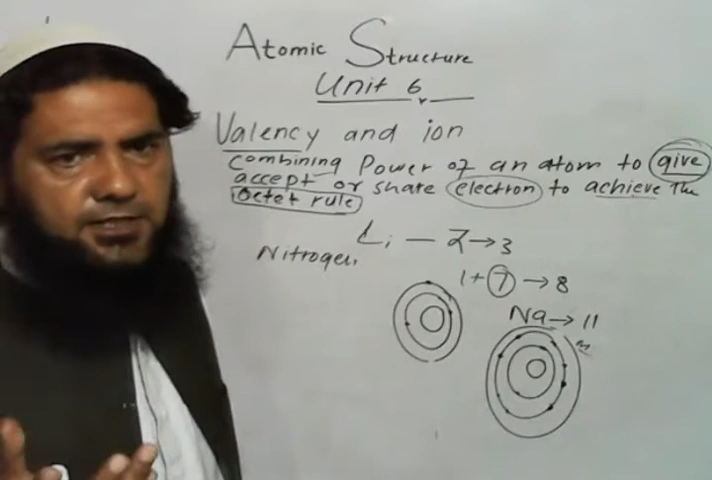 Atomic Structure
Unit 6
Valency and ion
Combining Power of an atom to give
accept or share electron to achieve the
octet rule
Li — Z→3
Nitrogen
1+7→8
Na→11